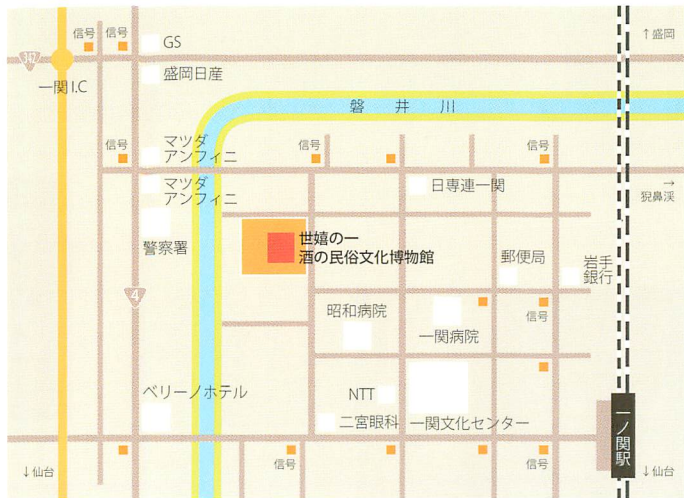 信号
信号
GS
信号
↑盛岡
342
一関I.C
盛岡日産
磐井川
信号
マツダ
アンフィニ
信号
信号
マツダ
アンフィニ
日専連一関
→
猊鼻渓
警察署
世嬉の一
酒の民俗文化博物館
郵便局
岩手
銀行
4
昭和病院
一関病院
信号
ベリーノホテル
NTT
二宮眼科
一関文化センター
一ノ関駅
↓仙台
信号
信号
↓仙台